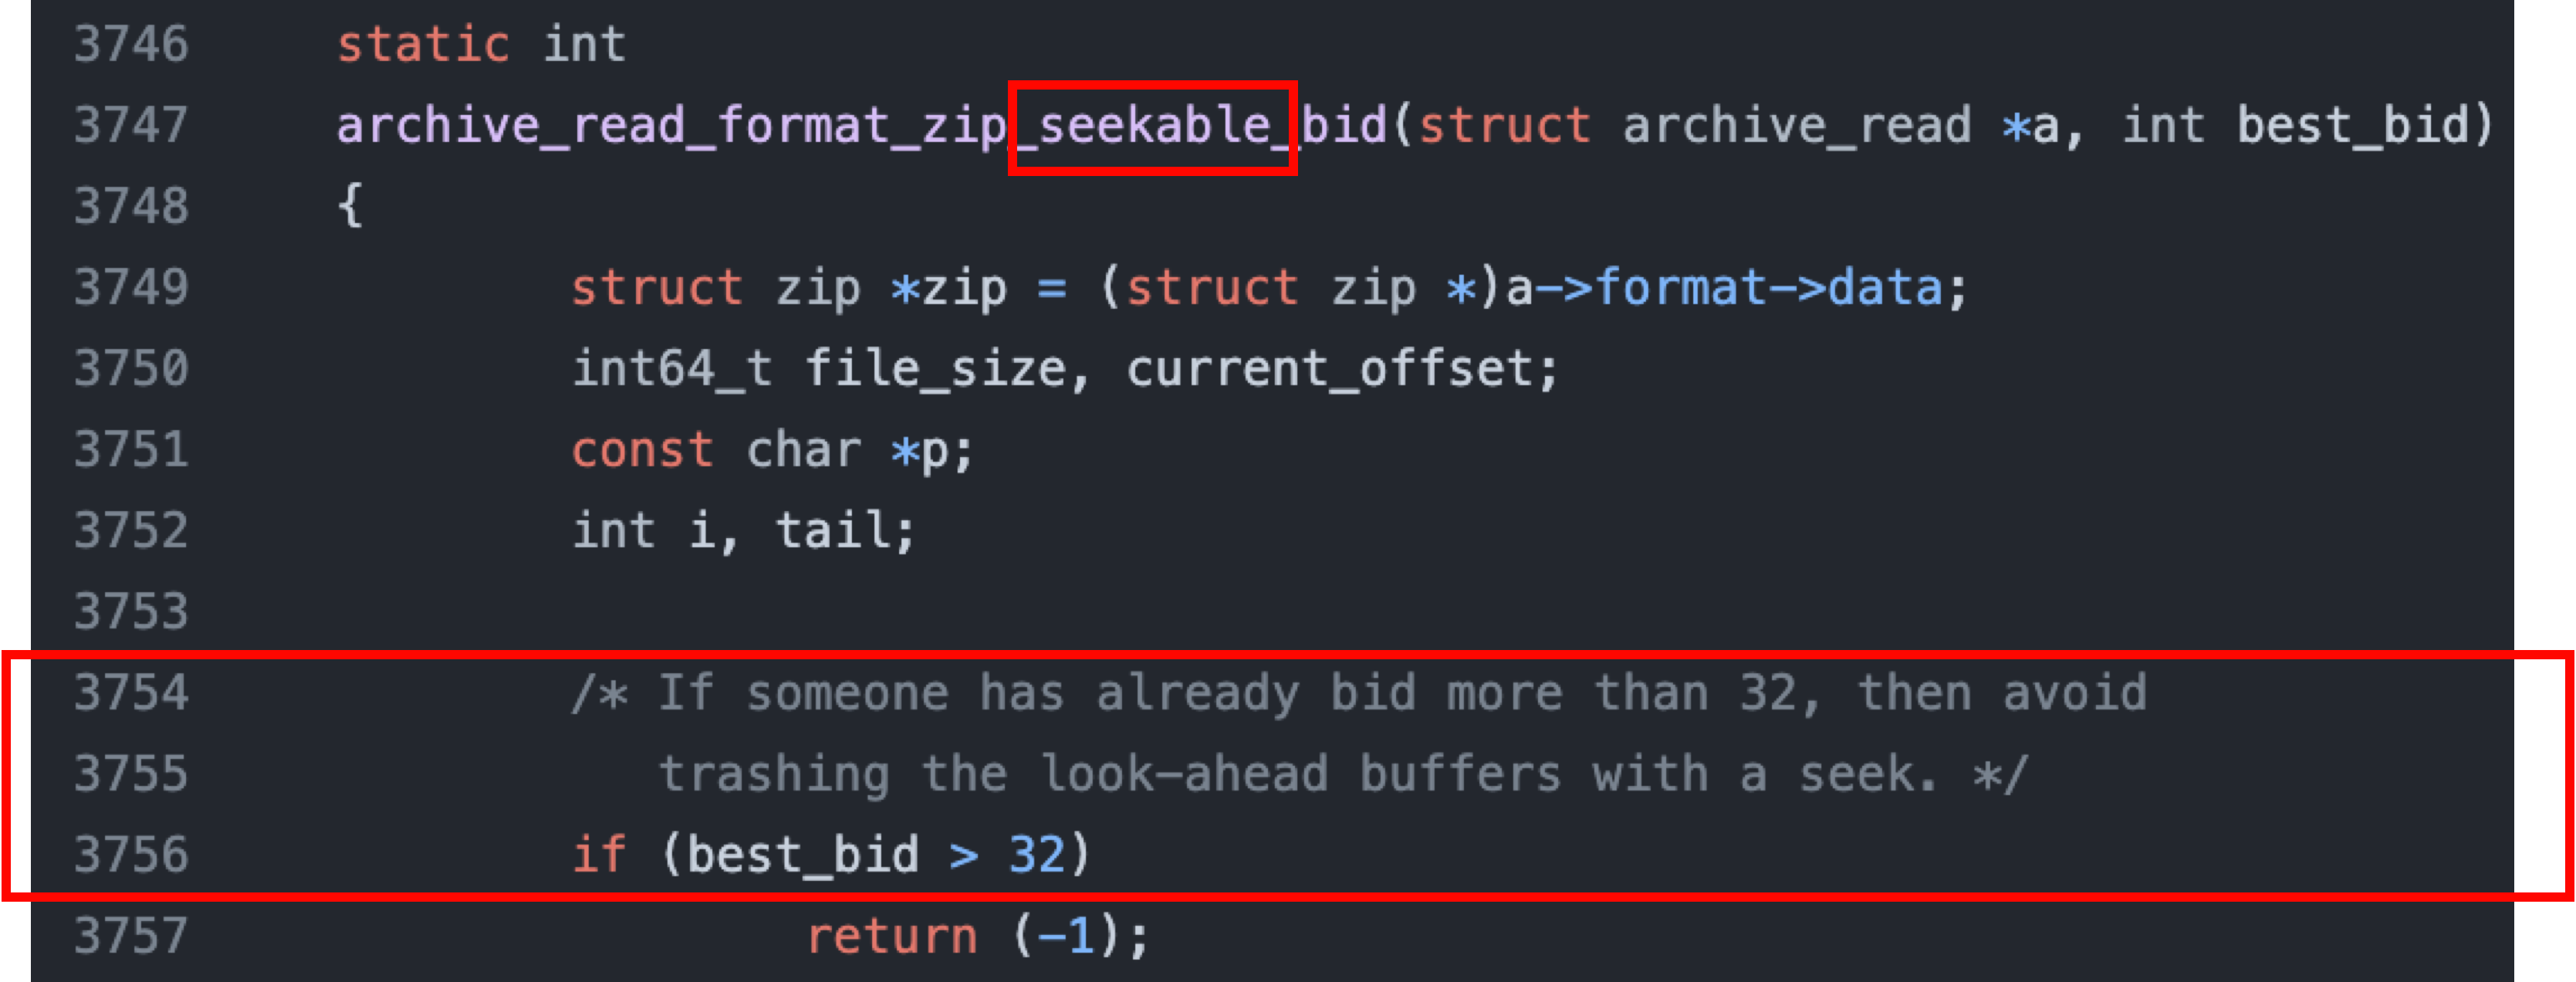 3746 static int
3747 archive_read_format_zip_seekable_bid(struct archive_read *a, int best_bid)
3748 {
3749 struct zip *zip = (struct zip *)a->format->data;
3750 int64_t file_size, current_offset;
3751 const char *p;
3752 int i, tail;
3753
3754 /* If someone has already bid more than 32, then avoid
3755 trashing the look-ahead buffers with a seek. */
3756 if (best_bid > 32)
3757 return (-1);